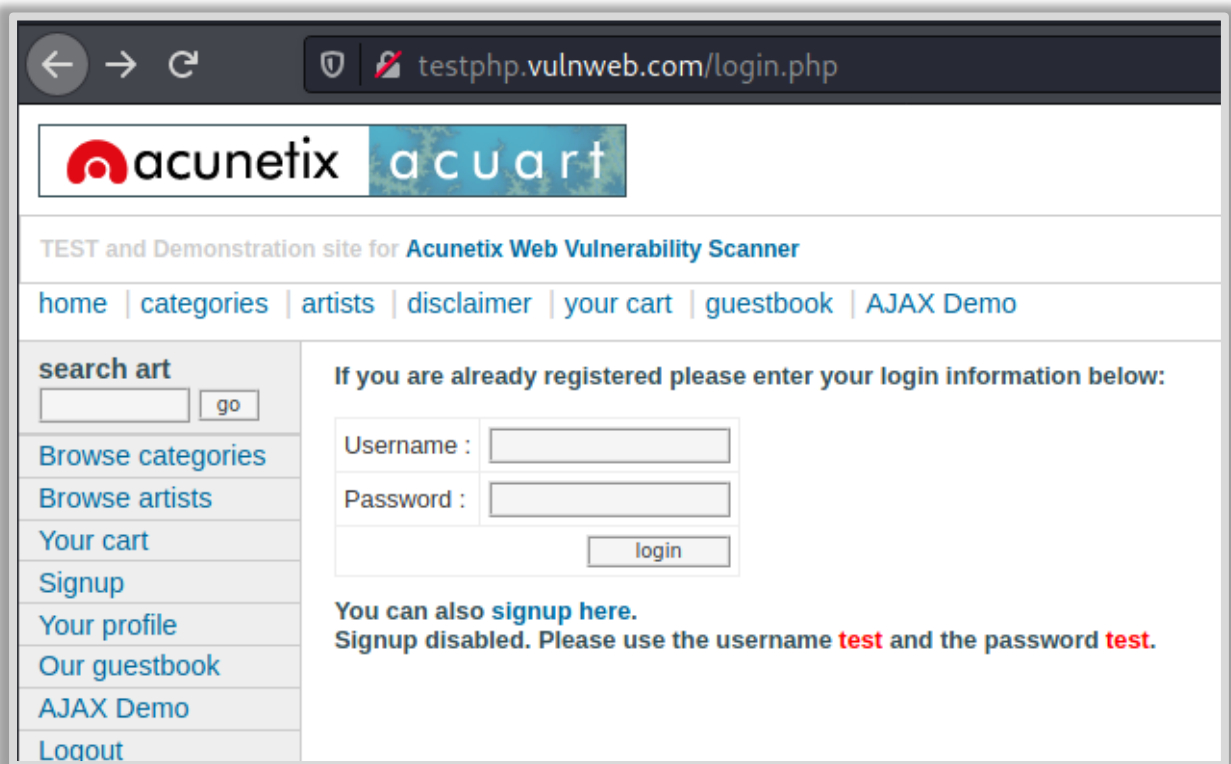 testphp.vulnweb.com/login.php
acunetix acuart
TEST and Demonstration site for Acunetix Web Vulnerability Scanner
home | categories | artists | disclaimer | your cart | guestbook | AJAX Demo
search art
go
Browse categories
Browse artists
Your cart
Signup
Your profile
Our guestbook
AJAX Demo
Logout
If you are already registered please enter your login information below:
Username :
Password :
login
You can also signup here.
Signup disabled. Please use the username test and the password test.